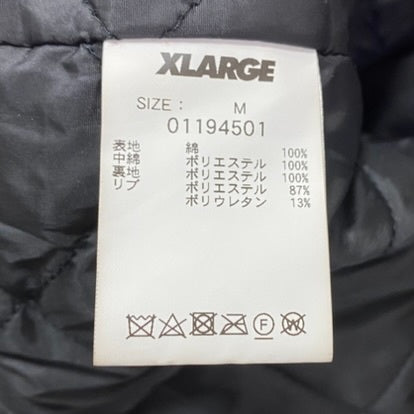 XLARGE
SIZE : M
01194501
表地 綿 100%
中綿 ポリエステル 100%
裏地 ポリエステル 100%
リブ ポリエステル 87%
ポリウレタン 13%
F W